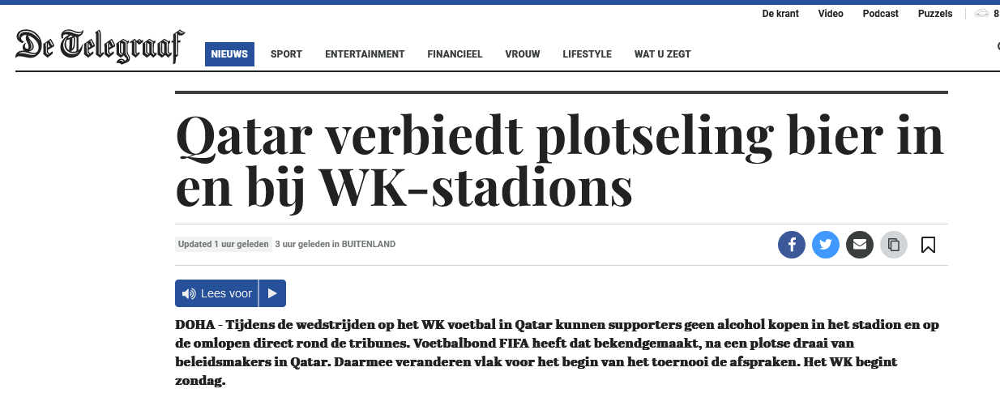 De krant Video Podcast Puzzels 8
De Telegraaf
NIEUWS SPORT ENTERTAINMENT FINANCIEEL VROUW LIFESTYLE WAT U ZEGT
Qatar verbiedt plotseling bier in
en bij WK-stadions
Updated 1 uur geleden 3 uur geleden in BUITENLAND
Lees voor
DOHA - Tijdens de wedstrijden op het WK voetbal in Qatar kunnen supporters geen alcohol kopen in het stadion en op
de omlopen direct rond de tribunes. Voetbalbond FIFA heeft dat bekendgemaakt, na een plotse draai van
beleidsmakers in Qatar. Daarmee veranderen vlak voor het begin van het toernooi de afspraken. Het WK begint
zondag.